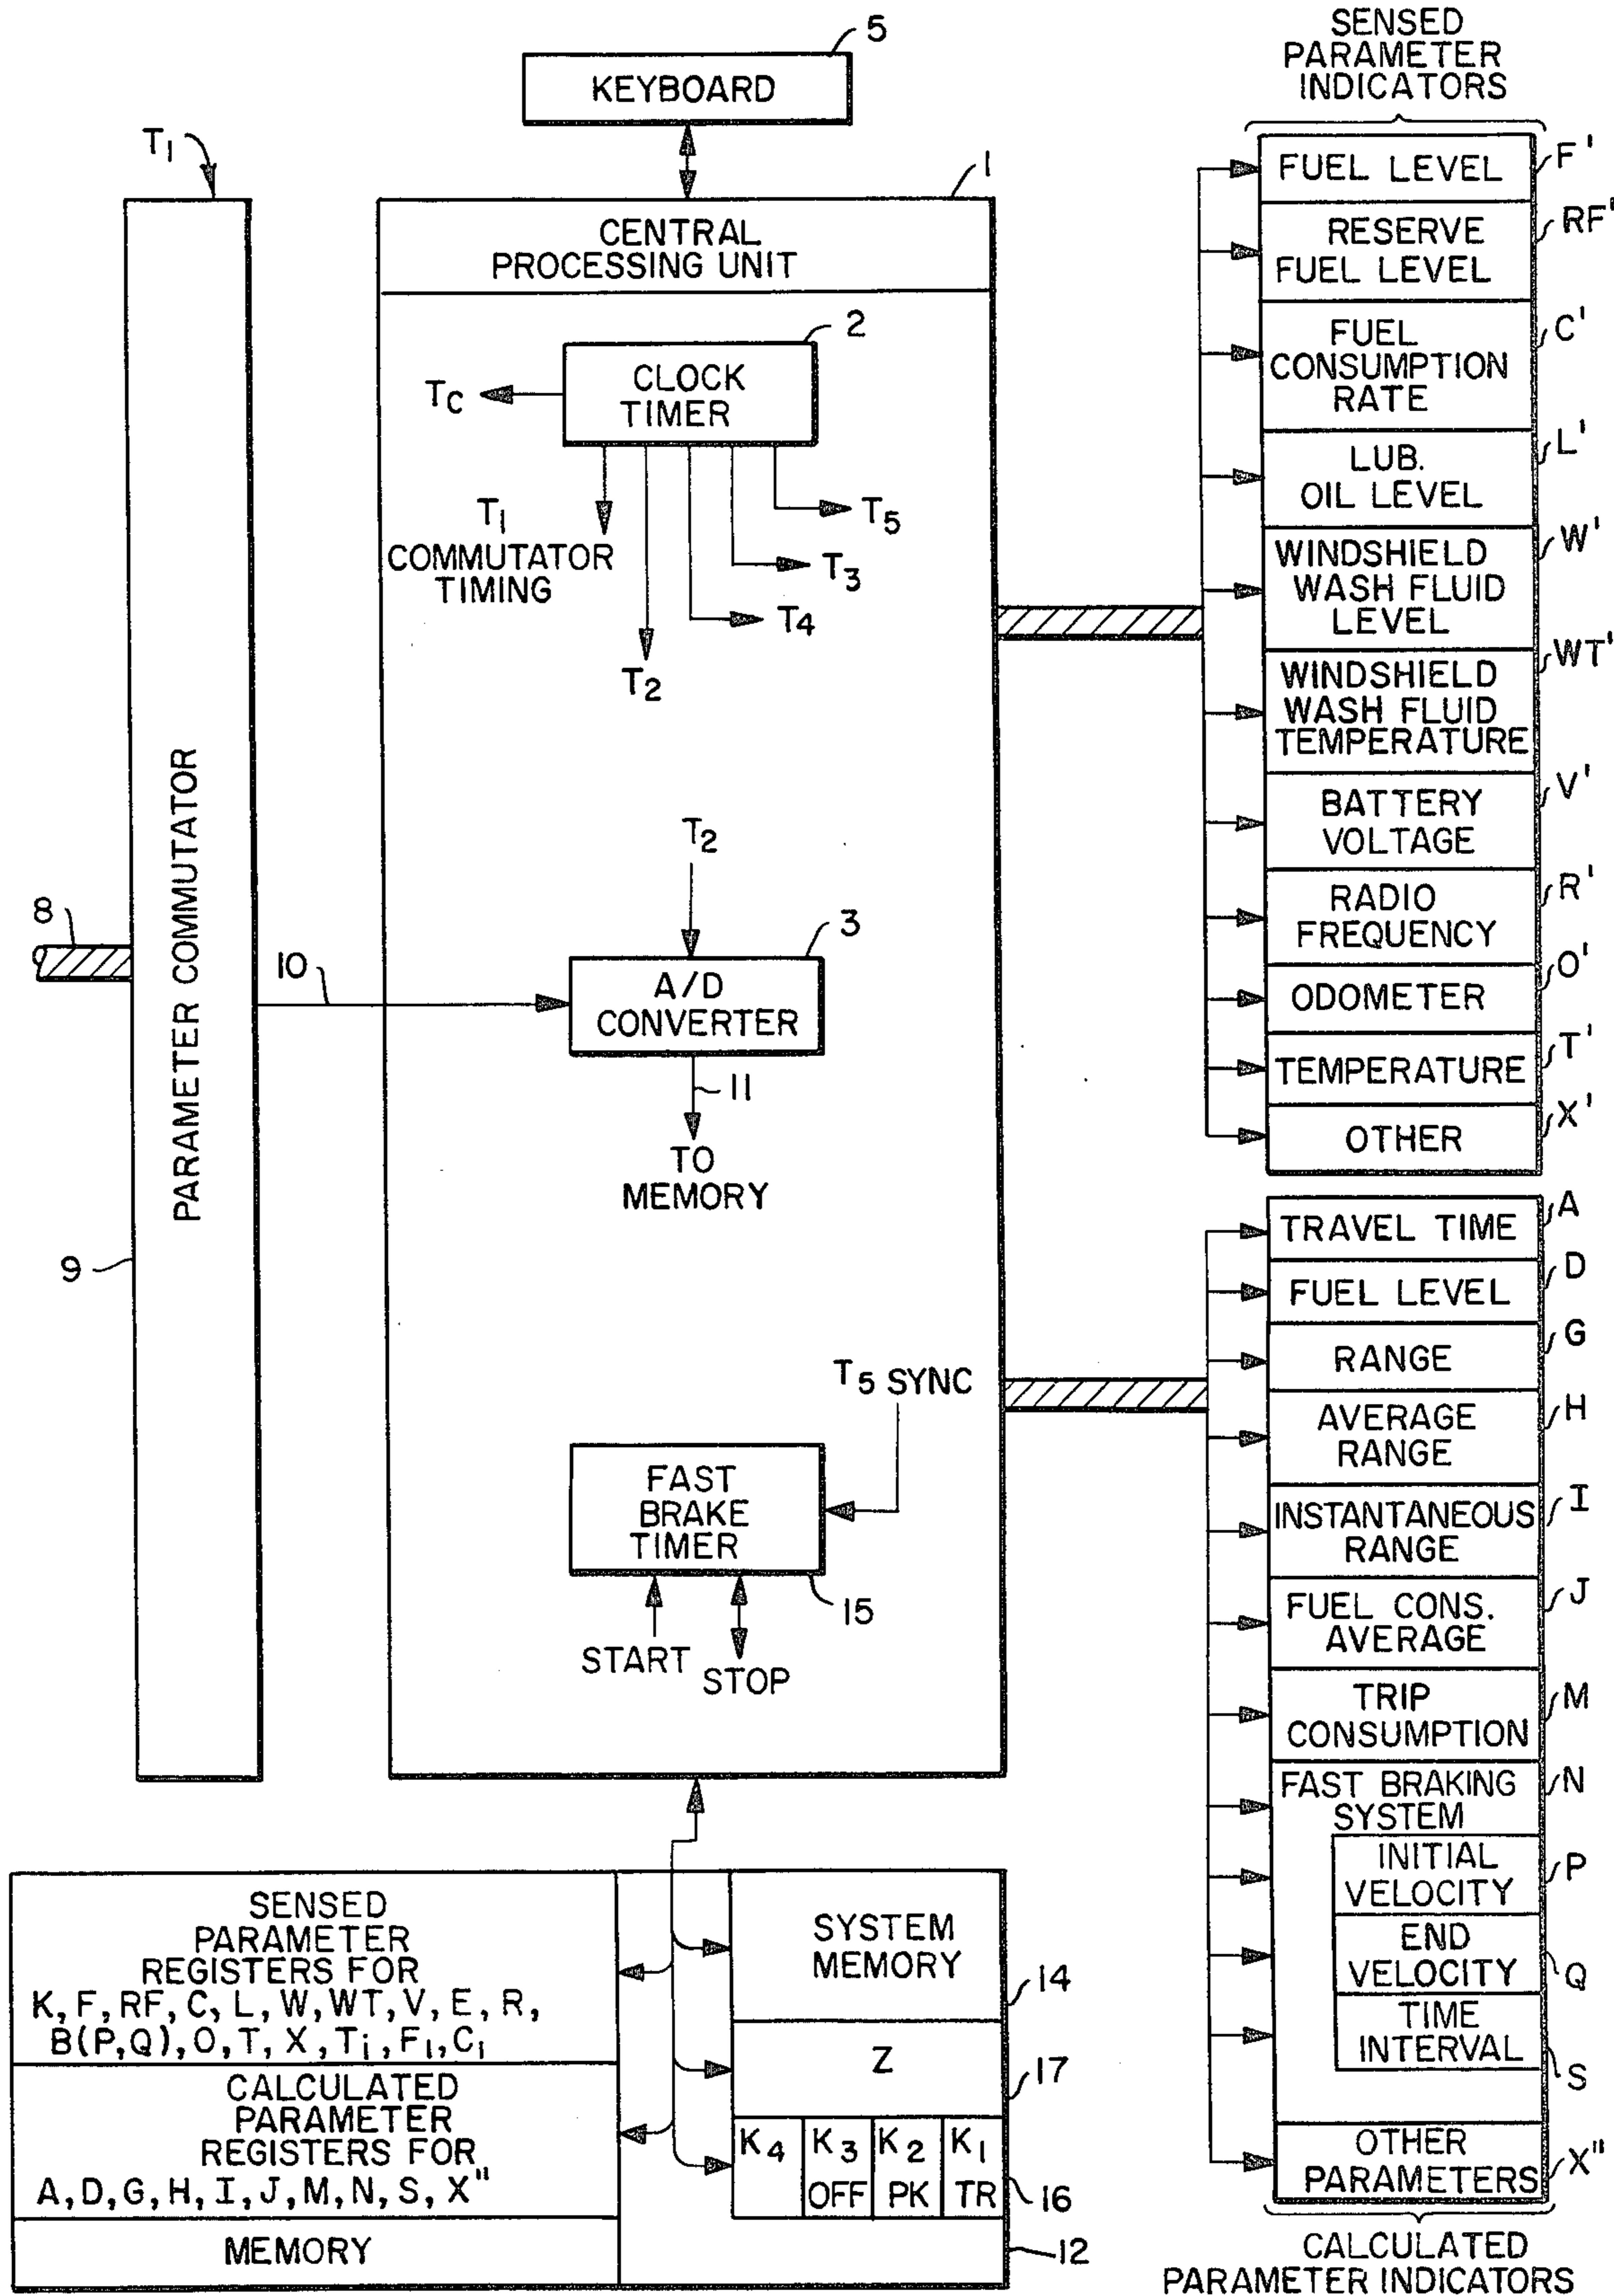 5
KEYBOARD
T1
1
CENTRAL
PROCESSING UNIT
2
CLOCK
TIMER
TC
T1
COMMUTATOR
TIMING
T2
T4
T3
T5
PARAMETER COMMUTATOR
8
9
10
T2
3
A/D
CONVERTER
11
TO
MEMORY
T5 SYNC
FAST
BRAKE
TIMER
15
START
STOP
SENSED
PARAMETER
INDICATORS
FUEL LEVEL
F'
RESERVE
FUEL LEVEL
RF'
FUEL
CONSUMPTION
RATE
C'
LUB.
OIL LEVEL
L'
WINDSHIELD
WASH FLUID
LEVEL
W'
WINDSHIELD
WASH FLUID
TEMPERATURE
WT'
BATTERY
VOLTAGE
V'
RADIO
FREQUENCY
R'
ODOMETER
O'
TEMPERATURE
T'
OTHER
X'
TRAVEL TIME
A
FUEL LEVEL
D
RANGE
G
AVERAGE
RANGE
H
INSTANTANEOUS
RANGE
I
FUEL CONS.
AVERAGE
J
TRIP
CONSUMPTION
M
FAST BRAKING
SYSTEM
N
INITIAL
VELOCITY
P
END
VELOCITY
Q
TIME
INTERVAL
S
OTHER
PARAMETERS
X"
CALCULATED
PARAMETER INDICATORS
SENSED
PARAMETER
REGISTERS FOR
K, F, RF, C, L, W, WT, V, E, R,
B(P,Q), O, T, X, Ti, Fi, Ci
CALCULATED
PARAMETER
REGISTERS FOR
A, D, G, H, I, J, M, N, S, X"
MEMORY
SYSTEM
MEMORY
14
Z
17
K4
K3
OFF
K2
PK
K1
TR
16
12